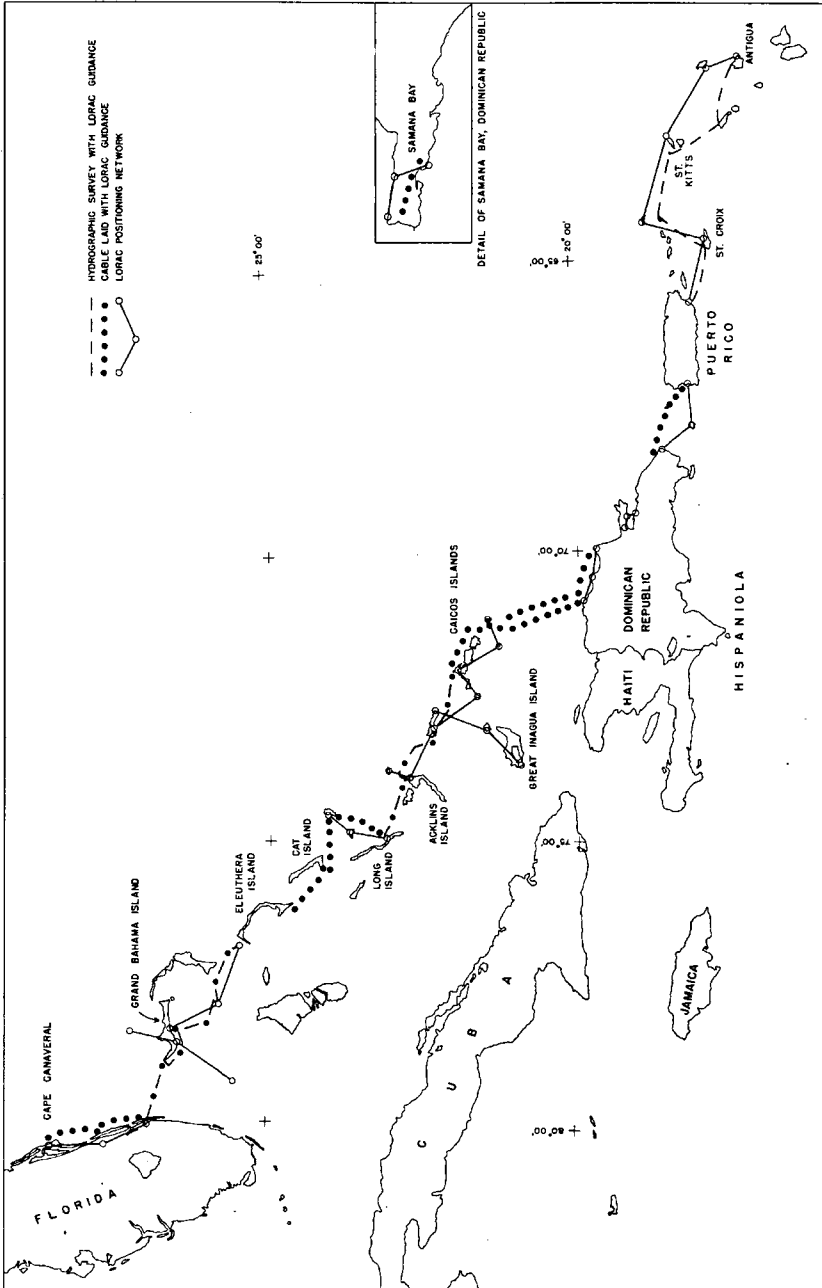 — — — HYDROGRAPHIC SURVEY WITH LORAC GUIDANCE
CABLE LAID WITH LORAC GUIDANCE
LORAC POSITIONING NETWORK
FLORIDA
CAPE CANAVERAL
GRAND BAHAMA ISLAND
ELEUTHERA
ISLAND
CAT
ISLAND
LONG
ISLAND
ACKLINS
ISLAND
GREAT INAGUA ISLAND
CAICOS ISLANDS
25°00'
CUBA
JAMAICA
HAITI
DOMINICAN
REPUBLIC
HISPANIOLA
80°00'
75°00'
70°00'
65°00'
20°00'
PUERTO
RICO
ST. CROIX
ST.
KITTS
ANTIGUA
SAMANA BAY
DETAIL OF SAMANA BAY, DOMINICAN REPUBLIC